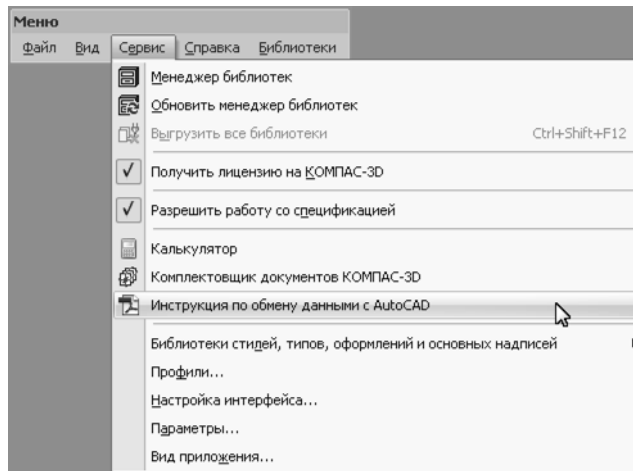 Меню
Файл Вид Сервис Справка Библиотеки
Менеджер библиотек
Обновить менеджер библиотек
Выгрузить все библиотеки Ctrl+Shift+F12
Получить лицензию на КОМПАС-3D
Разрешить работу со спецификацией
Калькулятор
Комплектовщик документов КОМПАС-3D
Инструкция по обмену данными с AutoCAD
Библиотеки стилей, типов, оформлений и основных надписей
Профили...
Настройка интерфейса...
Параметры...
Вид приложения...